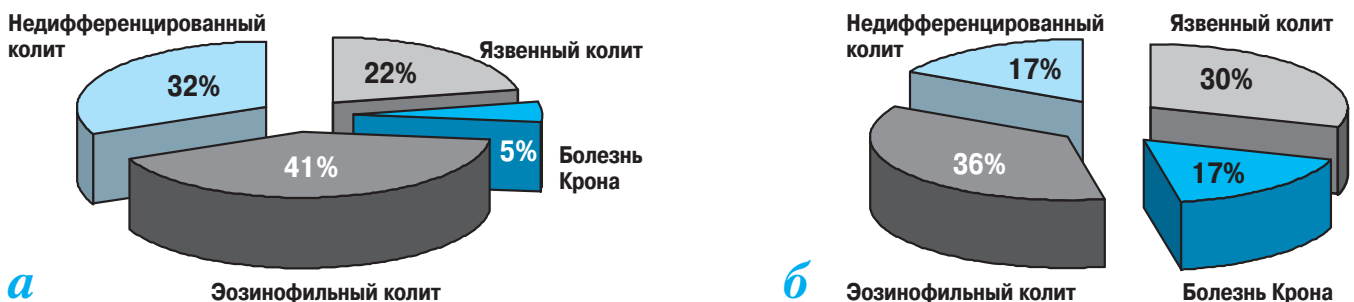 Недифференцированный
колит
Язвенный колит
32%
22%
41%
5%
Болезнь
Крона
а
Эозинофильный колит
Недифференцированный
колит
Язвенный колит
17%
30%
36%
17%
б
Эозинофильный колит
Болезнь Крона